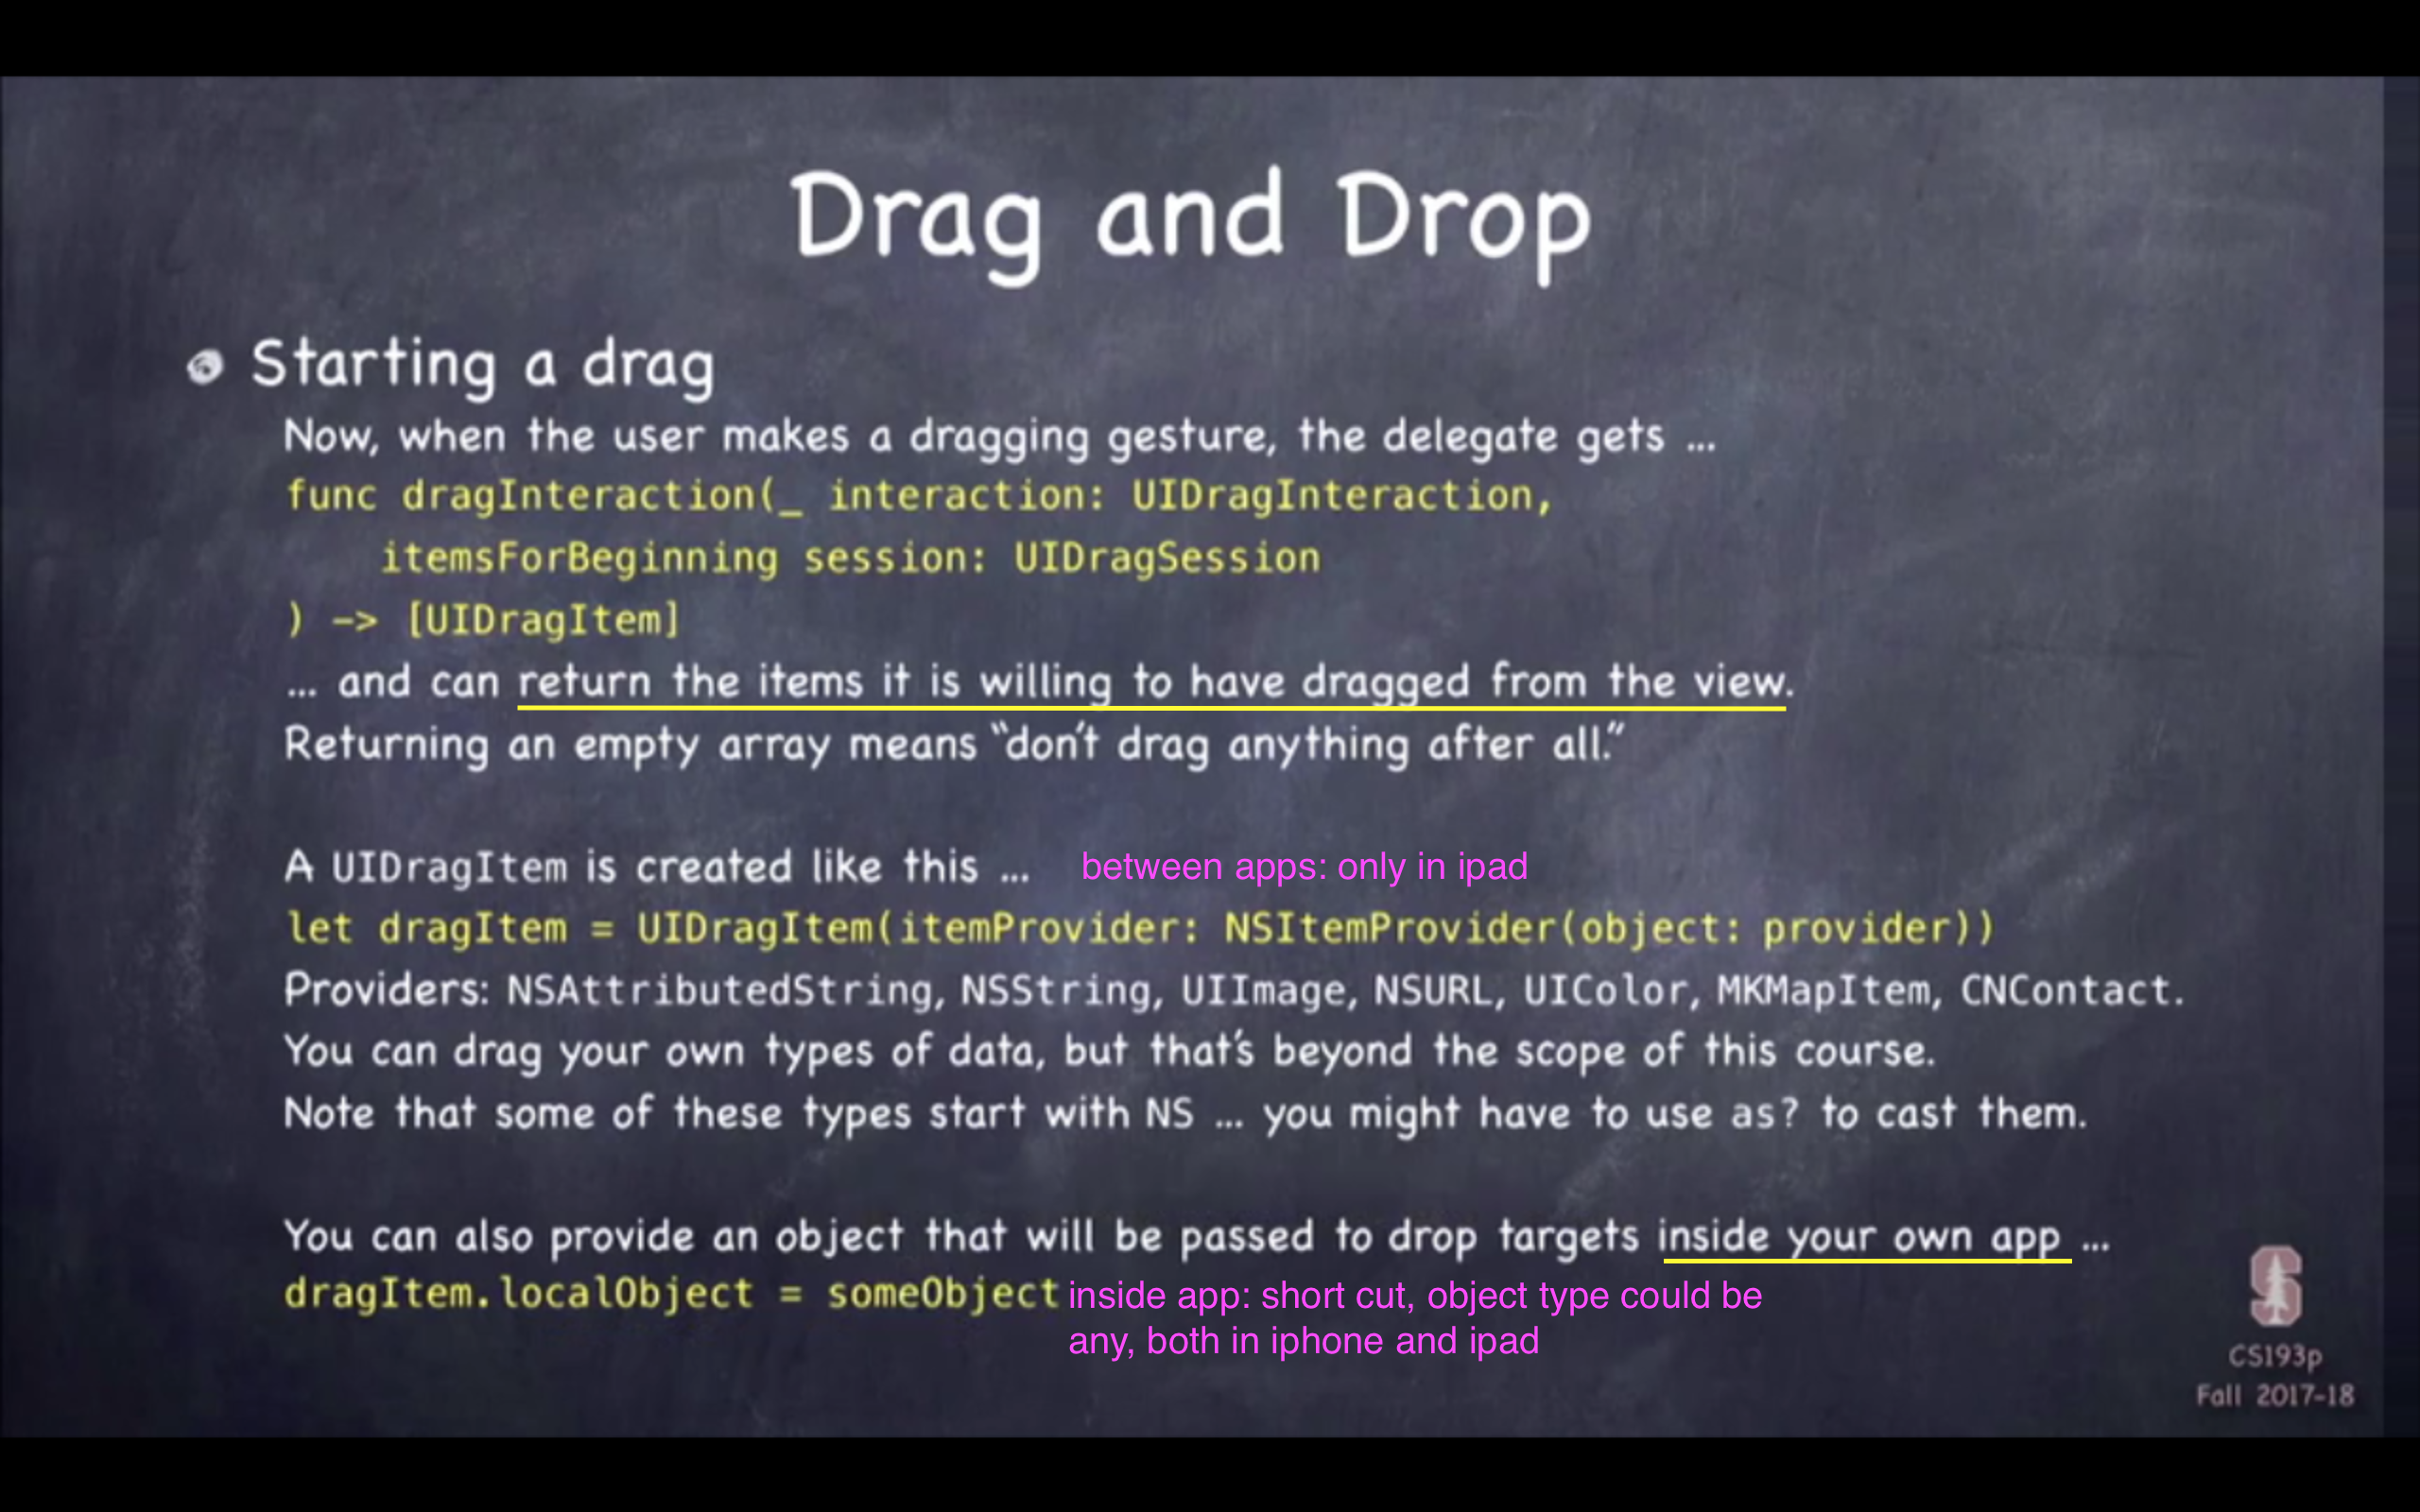 Drag and Drop
Starting a drag
Now, when the user makes a dragging gesture, the delegate gets ...
func dragInteraction(_ interaction: UIDragInteraction,
itemsForBeginning session: UIDragSession
) -> [UIDragItem]
... and can return the items it is willing to have dragged from the view.
Returning an empty array means “don’t drag anything after all.”
A UIDragItem is created like this ... between apps: only in ipad
let dragItem = UIDragItem(itemProvider: NSItemProvider(object: provider))
Providers: NSAttributedString, NSString, UIImage, NSURL, UIColor, MKMapItem, CNContact.
You can drag your own types of data, but that’s beyond the scope of this course.
Note that some of these types start with NS ... you might have to use as? to cast them.
You can also provide an object that will be passed to drop targets inside your own app ...
dragItem.localObject = someObject inside app: short cut, object type could be
any, both in iphone and ipad
S
CS193p
Fall 2017-18